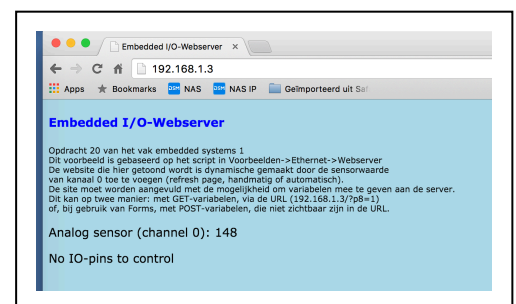 Embedded I/O-Webserver
192.168.1.3
Apps Bookmarks DSM NAS DSM NAS IP Geïmporteerd uit Saf
Embedded I/O-Webserver
Opdracht 20 van het vak embedded systems 1
Dit voorbeeld is gebaseerd op het script in Voorbeelden->Ethernet->Webserver
De website die hier getoond wordt is dynamische gemaakt door de sensorwaarde
van kanaal 0 toe te voegen (refresh page, handmatig of automatisch).
De site moet worden aangevuld met de mogelijkheid om variabelen mee te geven aan de server.
Dit kan op twee manier: met GET-variabelen, via de URL (192.168.1.3/?p8=1)
of, bij gebruik van Forms, met POST-variabelen, die niet zichtbaar zijn in de URL.
Analog sensor (channel 0): 148
No IO-pins to control